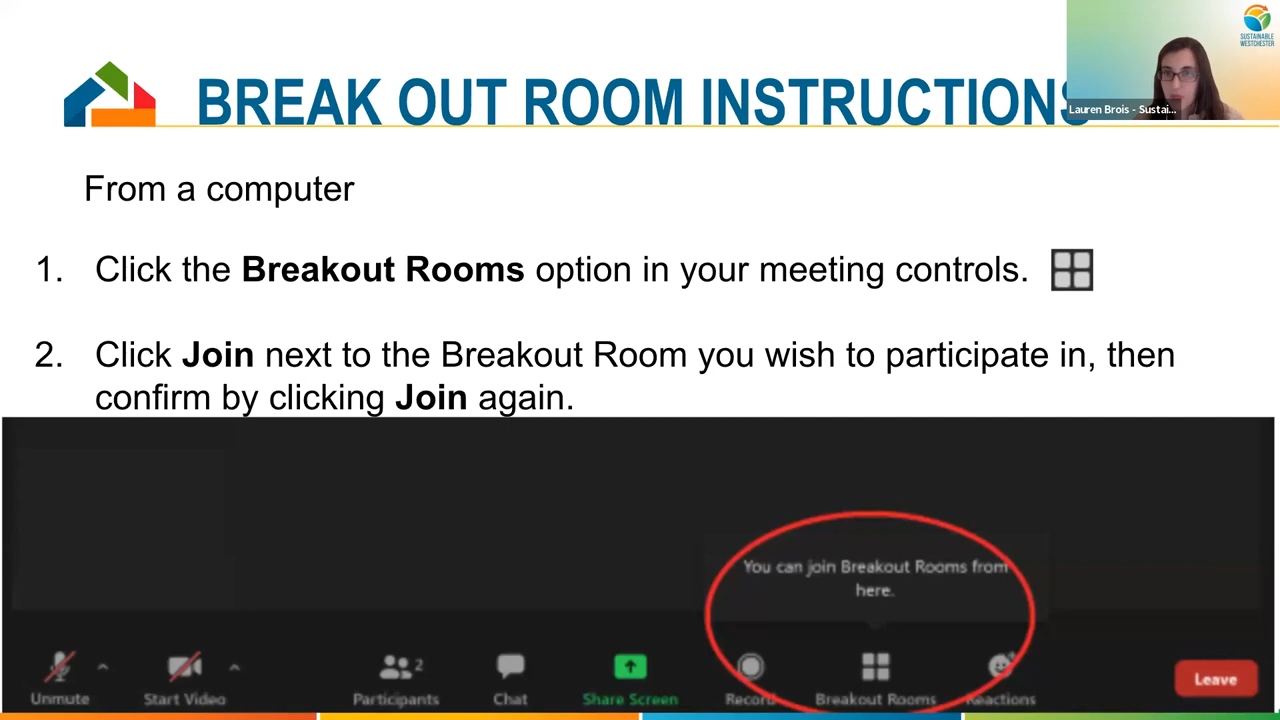 SUSTAINABLE
WESTCHESTER
BREAK OUT ROOM INSTRUCTIONS
Lauren Brois - Sustai...
From a computer
1. Click the Breakout Rooms option in your meeting controls.
2. Click Join next to the Breakout Room you wish to participate in, then
confirm by clicking Join again.
You can join Breakout Rooms from
here.
2
Unmute Start Video Participants Chat Share Screen Record Breakout Rooms Reactions Leave